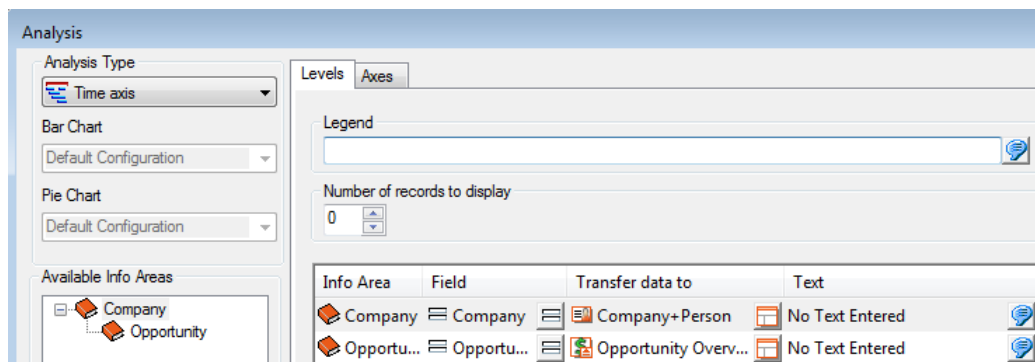 Analysis
Analysis Type
Time axis
Bar Chart
Default Configuration
Pie Chart
Default Configuration
Available Info Areas
Company
Opportunity
Levels Axes
Legend
Number of records to display
0
Info Area Field Transfer data to Text
Company Company Company+Person No Text Entered
Opportu... Opportu... Opportunity Overv... No Text Entered